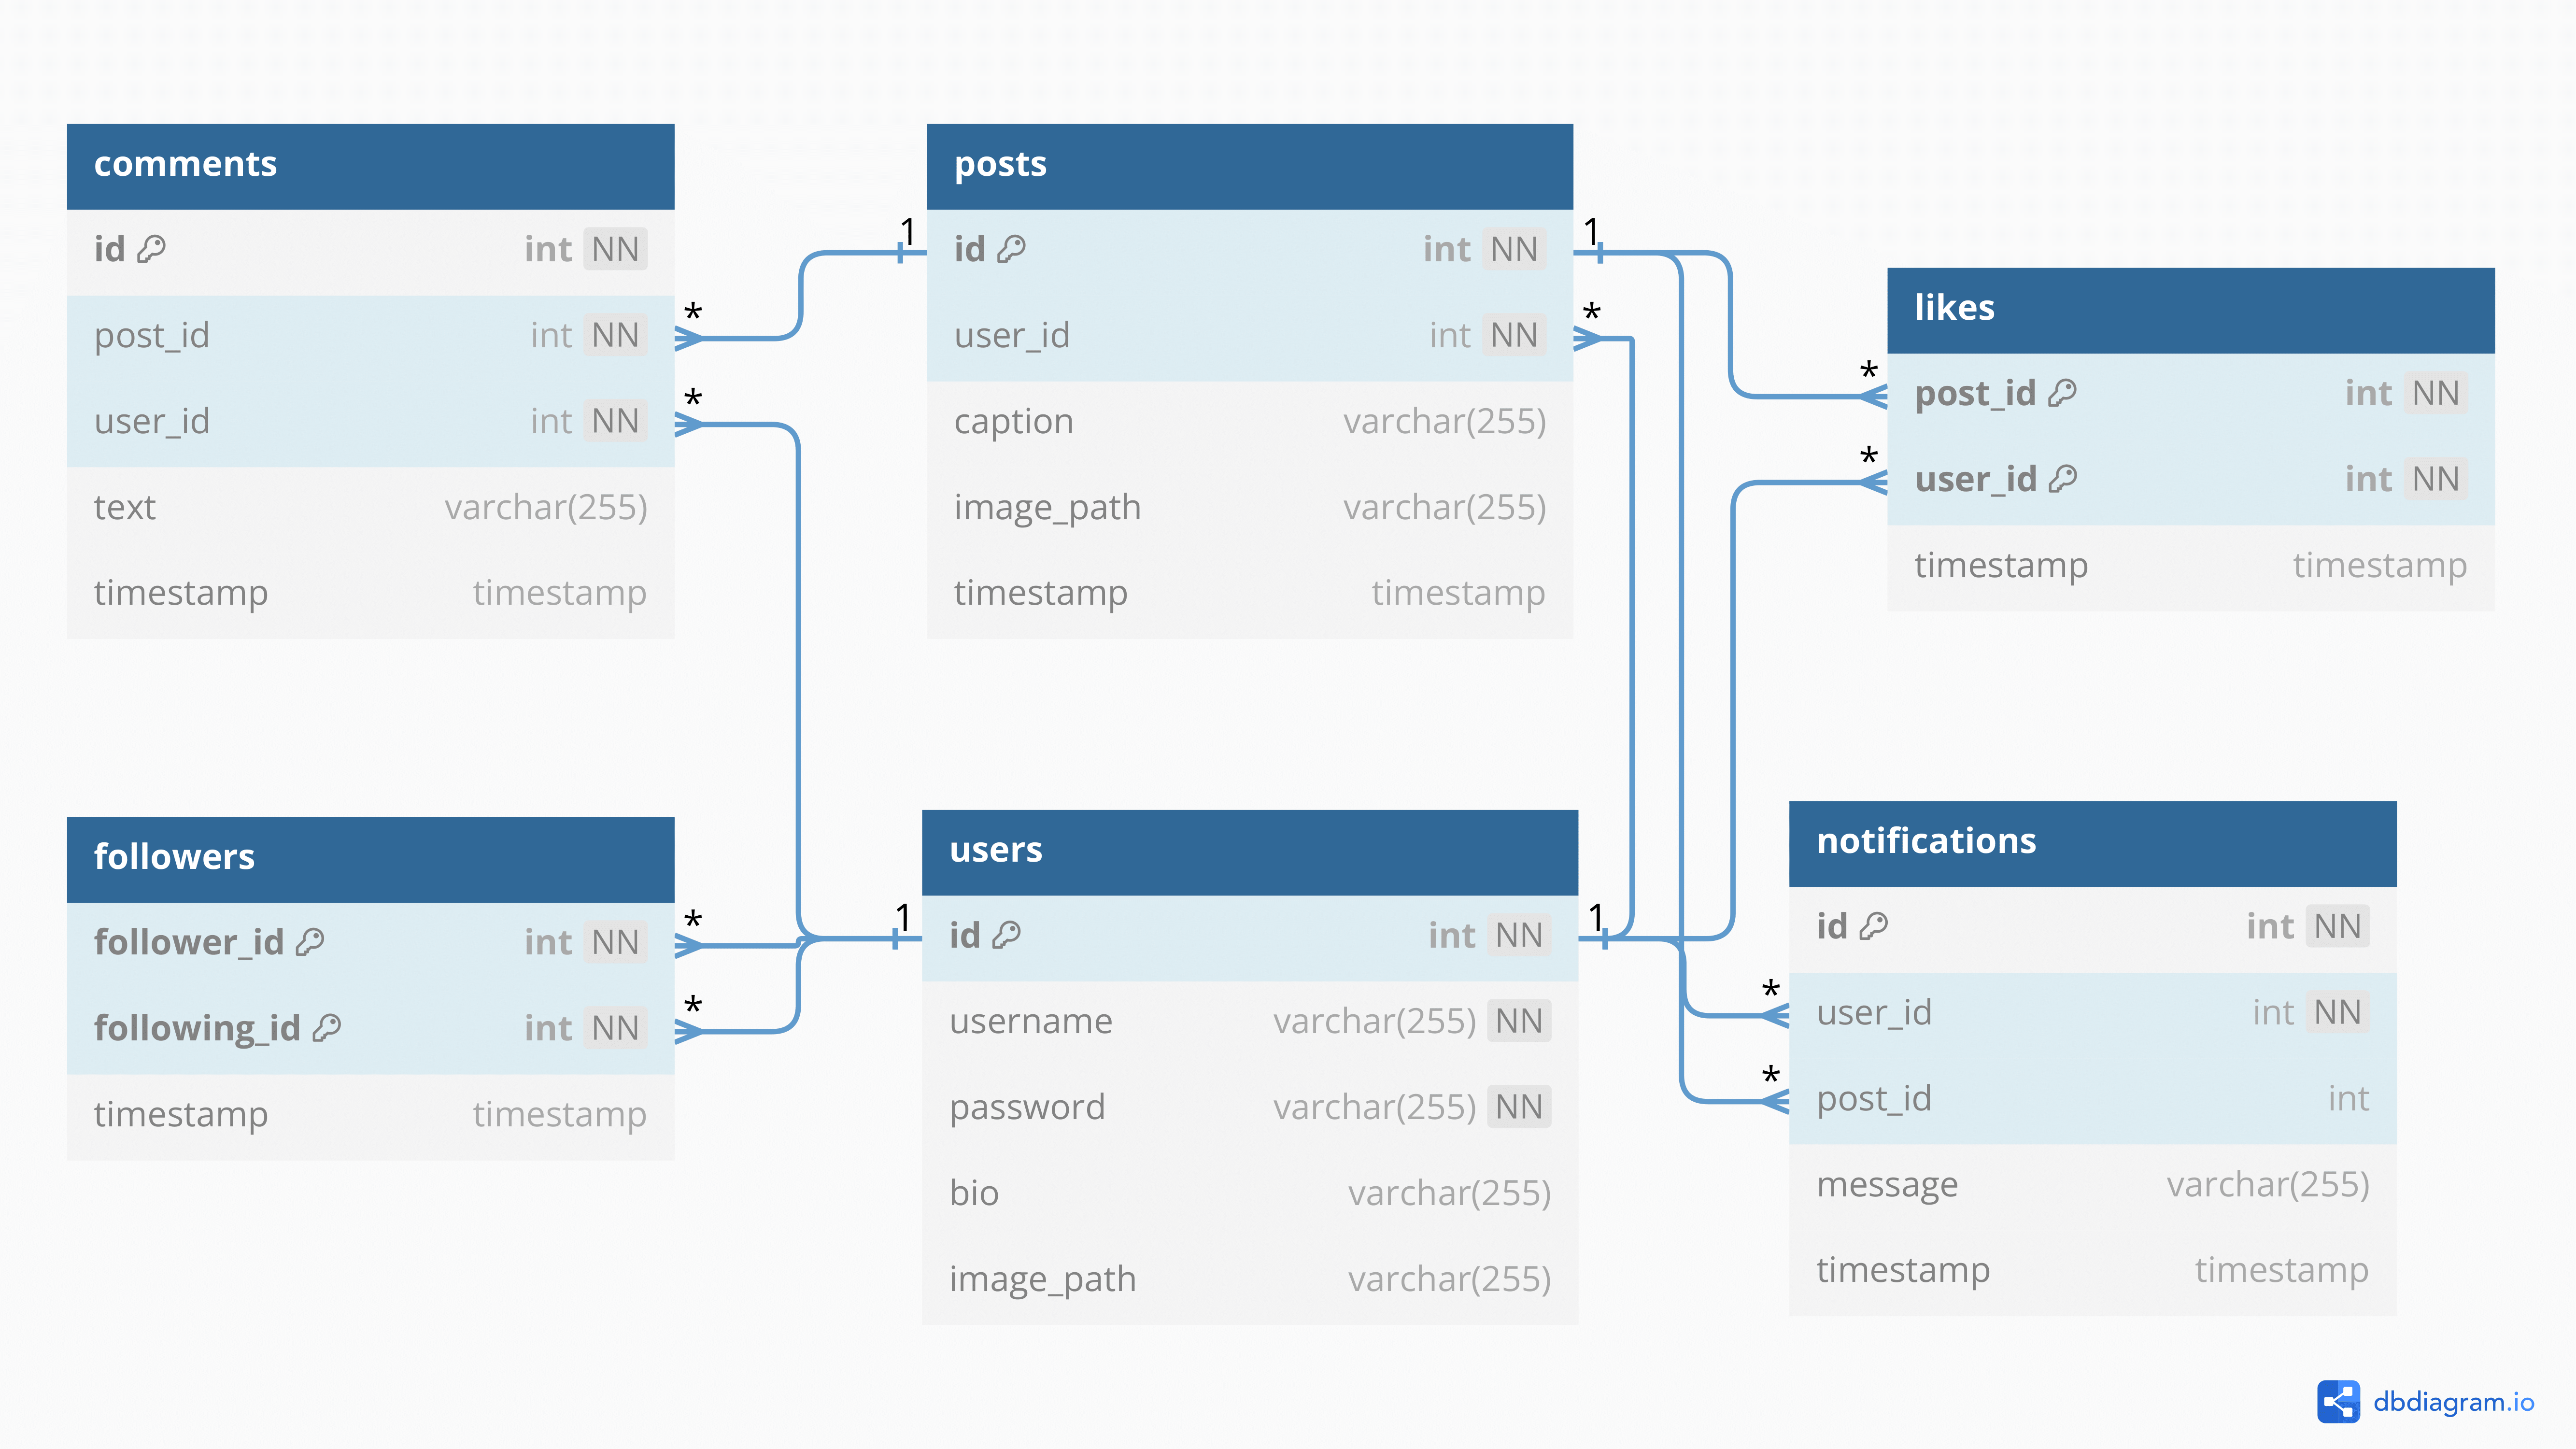 comments
id int NN
post_id int NN
user_id int NN
text varchar(255)
timestamp timestamp
1
*
*
posts
id int NN
user_id int NN
caption varchar(255)
image_path varchar(255)
timestamp timestamp
1
*
likes
post_id int NN
user_id int NN
timestamp timestamp
*
*
followers
follower_id int NN
following_id int NN
timestamp timestamp
*
*
1
users
id int NN
username varchar(255) NN
password varchar(255) NN
bio varchar(255)
image_path varchar(255)
1
notifications
id int NN
user_id int NN
post_id int
message varchar(255)
timestamp timestamp
*
*
dbdiagram.io